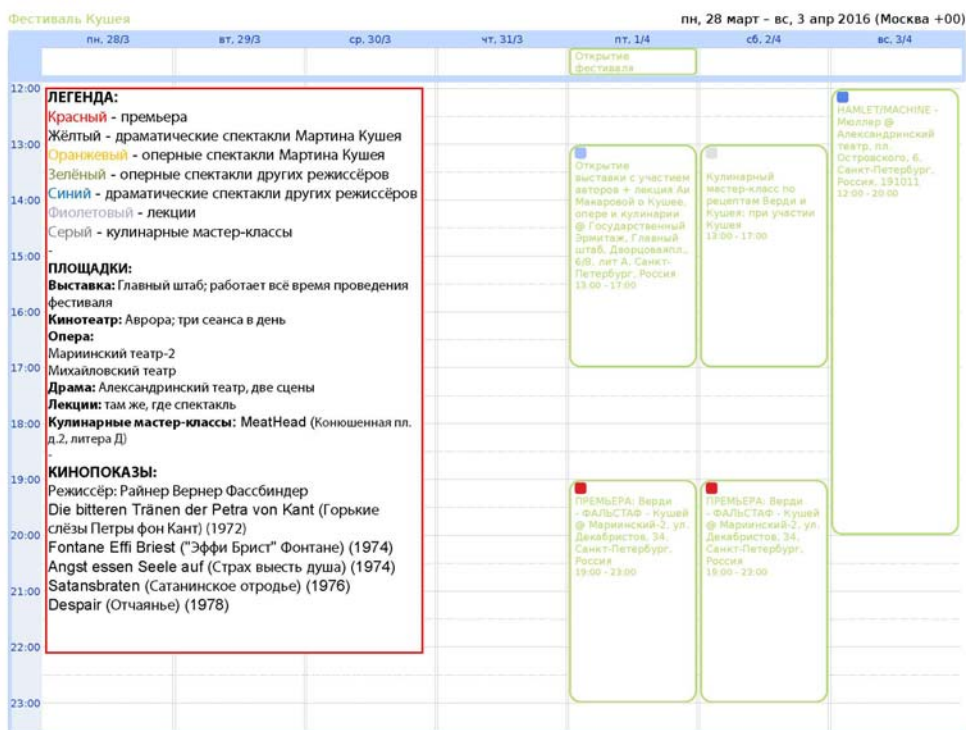 Фестиваль Кушея
пн, 28 март – вс, 3 апр 2016 (Москва +00)
пн, 28/3
вт, 29/3
ср, 30/3
чт, 31/3
пт, 1/4
сб, 2/4
вс, 3/4
Открытие
фестиваля
12:00
13:00
14:00
15:00
16:00
17:00
18:00
19:00
20:00
21:00
22:00
23:00
ЛЕГЕНДА:
Красный - премьера
Жёлтый - драматические спектакли Мартина Кушея
Оранжевый - оперные спектакли Мартина Кушея
Зелёный - оперные спектакли других режиссёров
Синий - драматические спектакли других режиссёров
Фиолетовый - лекции
Серый - кулинарные мастер-классы
-
ПЛОЩАДКИ:
Выставка: Главный штаб; работает всё время проведения
фестиваля
Кинотеатр: Аврора; три сеанса в день
Опера:
Мариинский театр-2
Михайловский театр
Драма: Александринский театр, две сцены
Лекции: там же, где спектакль
Кулинарные мастер-классы: MeatHead (Конюшенная пл.
д.2, литера Д)
-
КИНОПОКАЗЫ:
Режиссёр: Райнер Вернер Фассбиндер
Die bitteren Tränen der Petra von Kant (Горькие
слёзы Петры фон Кант) (1972)
Fontane Effi Briest ("Эффи Брист" Фонтане) (1974)
Angst essen Seele auf (Страх выесть душа) (1974)
Satansbraten (Сатанинское отродье) (1976)
Despair (Отчаянье) (1978)
Открытие
выставки с участием
авторов + лекция Аи
Макаровой о Кушее,
опере и кулинарии
@ Государственный
Эрмитаж, Главный
штаб, Дворцоваяпл.,
6/8, лит А, Санкт-
Петербург, Россия
13:00 - 17:00
ПРЕМЬЕРА: Верди
- ФАЛЬСТАФ - Кушей
@ Мариинский-2, ул.
Декабристов, 34,
Санкт-Петербург,
Россия
19:00 - 23:00
Кулинарный
мастер-класс по
рецептам Верди и
Кушея; при участии
Кушея
13:00 - 17:00
ПРЕМЬЕРА: Верди
- ФАЛЬСТАФ - Кушей
@ Мариинский-2, ул.
Декабристов, 34,
Санкт-Петербург,
Россия
19:00 - 23:00
HAMLET/MACHINE -
Мюллер @
Александринский
театр, пл.
Островского, 6,
Санкт-Петербург,
Россия, 191011
12:00 - 20:00